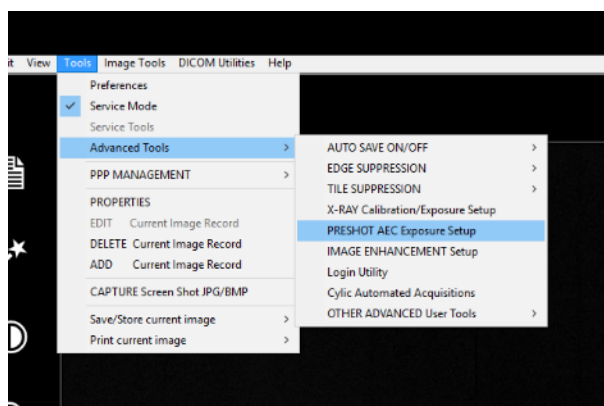 it View Tools Image Tools DICOM Utilities Help
Preferences
Service Mode
Service Tools
Advanced Tools
PPP MANAGEMENT
PROPERTIES
EDIT Current Image Record
DELETE Current Image Record
ADD Current Image Record
CAPTURE Screen Shot JPG/BMP
Save/Store current image
Print current image
AUTO SAVE ON/OFF
EDGE SUPPRESSION
TILE SUPPRESSION
X-RAY Calibration/Exposure Setup
PRESHOT AEC Exposure Setup
IMAGE ENHANCEMENT Setup
Login Utility
Cylic Automated Acquisitions
OTHER ADVANCED User Tools